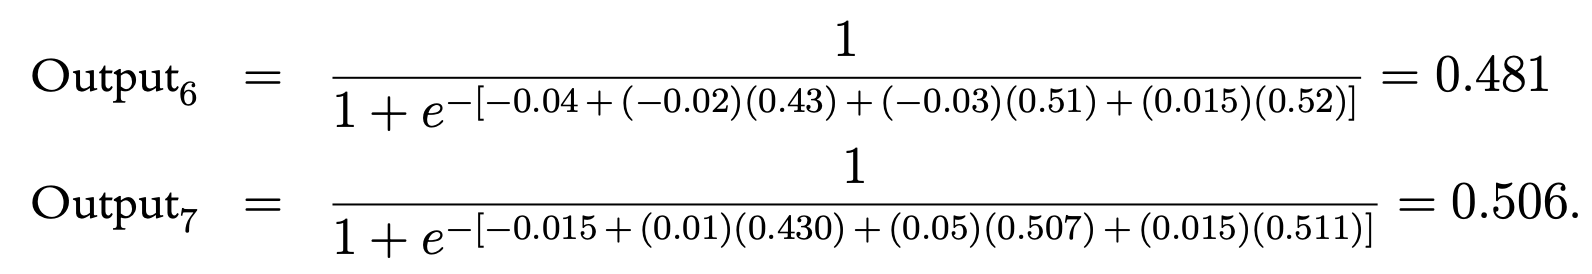 Output₆ = \frac{1}{1 + e^{-[-0.04 + (-0.02)(0.43) + (-0.03)(0.51) + (0.015)(0.52)]}} = 0.481
Output₇ = \frac{1}{1 + e^{-[-0.015 + (0.01)(0.430) + (0.05)(0.507) + (0.015)(0.511)]}} = 0.506.